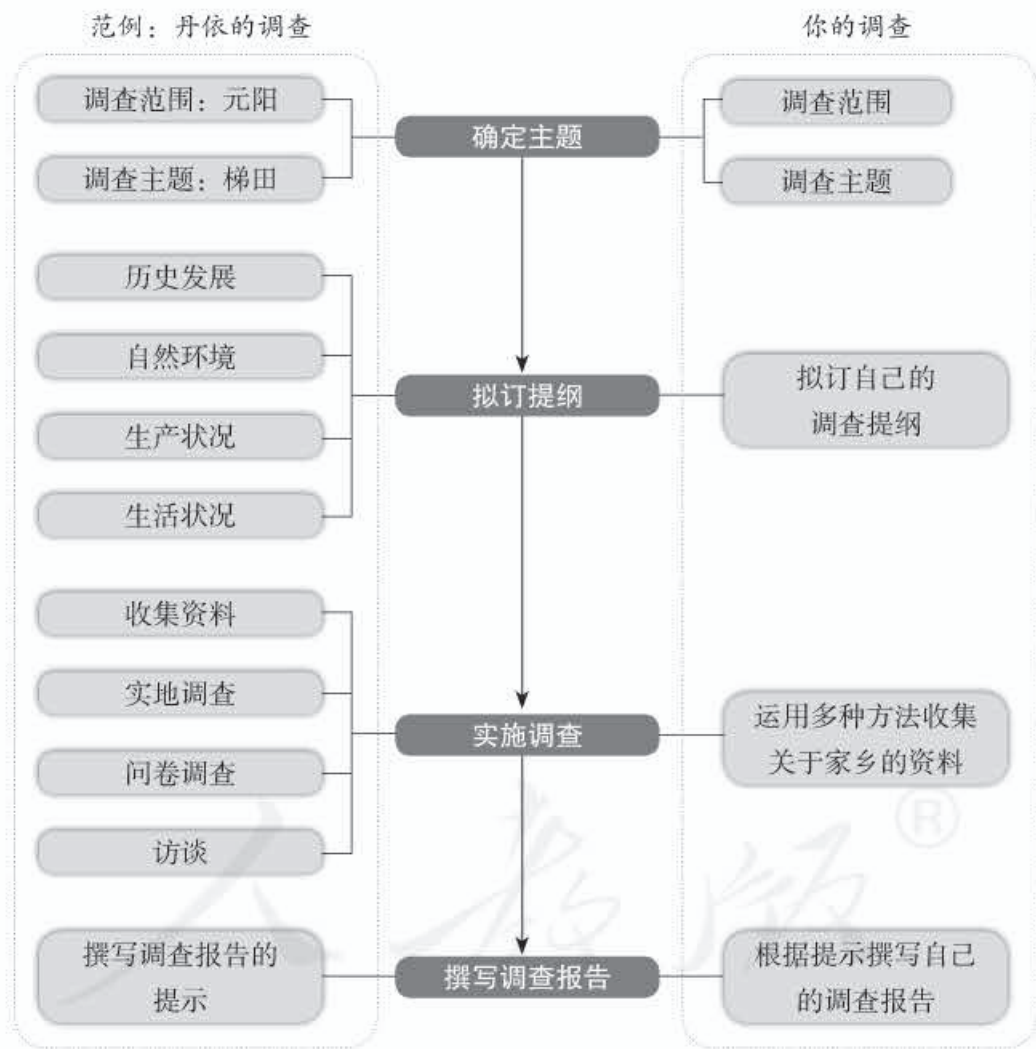 范例：丹依的调查
你的调查
调查范围：元阳
调查主题：梯田
确定主题
调查范围
调查主题
历史发展
自然环境
生产状况
生活状况
拟订提纲
拟订自己的
调查提纲
收集资料
实地调查
问卷调查
访谈
实施调查
运用多种方法收集
关于家乡的资料
撰写调查报告的
提示
撰写调查报告
根据提示撰写自己
的调查报告
人教版®